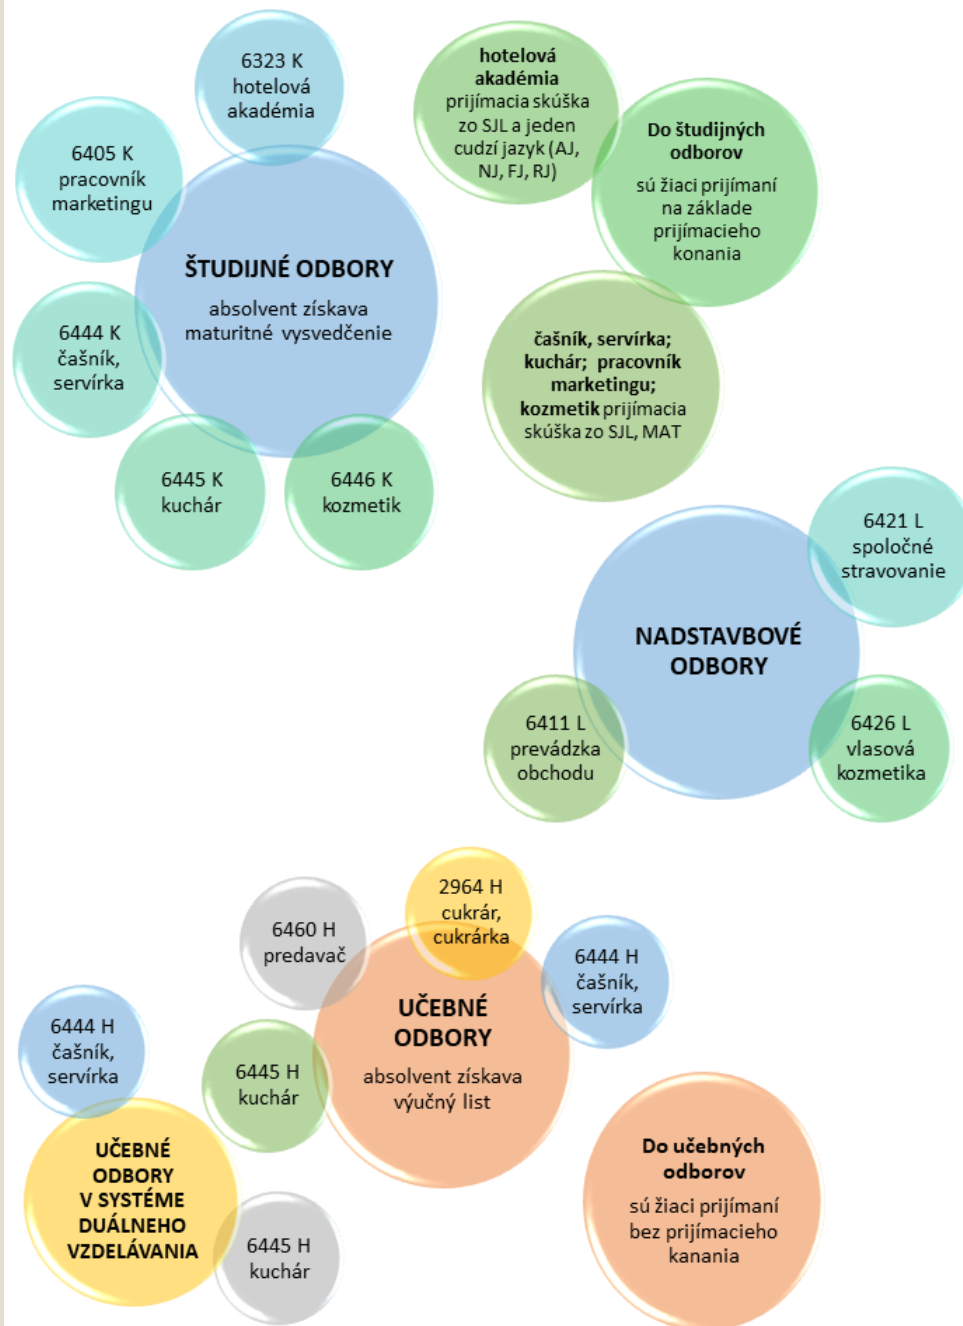 6323 K
hotelová
akadémia
6405 K
pracovník
marketingu
ŠTUDIJNÉ ODBORY
absolvent získava
maturitné vysvedčenie
6444 K
čašník,
servírka
6445 K
kuchár
6446 K
kozmetik
hotelová
akadémia
prijímacia skúška
zo SJL a jeden
cudzí jazyk (AJ,
NJ, FJ, RJ)
Do študijných
odborov
sú žiaci prijímaní
na základe
prijímacieho
konania
čašník, servírka;
kuchár; pracovník
marketingu;
kozmetik prijímacia
skúška zo SJL, MAT
6421 L
spoločné
stravovanie
NADSTAVBOVÉ
ODBORY
6411 L
prevádzka
obchodu
6426 L
vlasová
kozmetika
2964 H
cukrár,
cukrárka
6460 H
predavač
6444 H
čašník,
servírka
UČEBNÉ
ODBORY
absolvent získava
výučný list
6445 H
kuchár
6444 H
čašník,
servírka
UČEBNÉ
ODBORY
V SYSTÉME
DUÁLNEHO
VZDELÁVANIA
6445 H
kuchár
Do učebných
odborov
sú žiaci prijímaní
bez prijímacieho
kanania